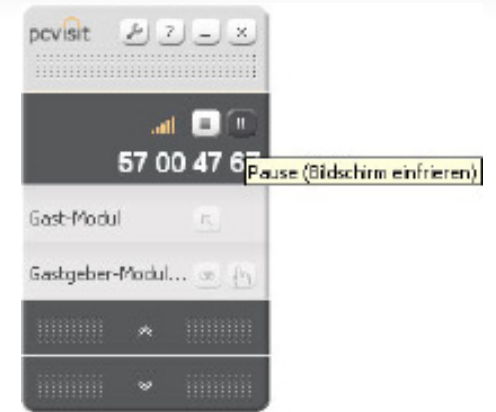 pcvisit
57 00 47 67
Pause (Bildschirm einfrieren)
Gast-Modul
Gastgeber-Modul...